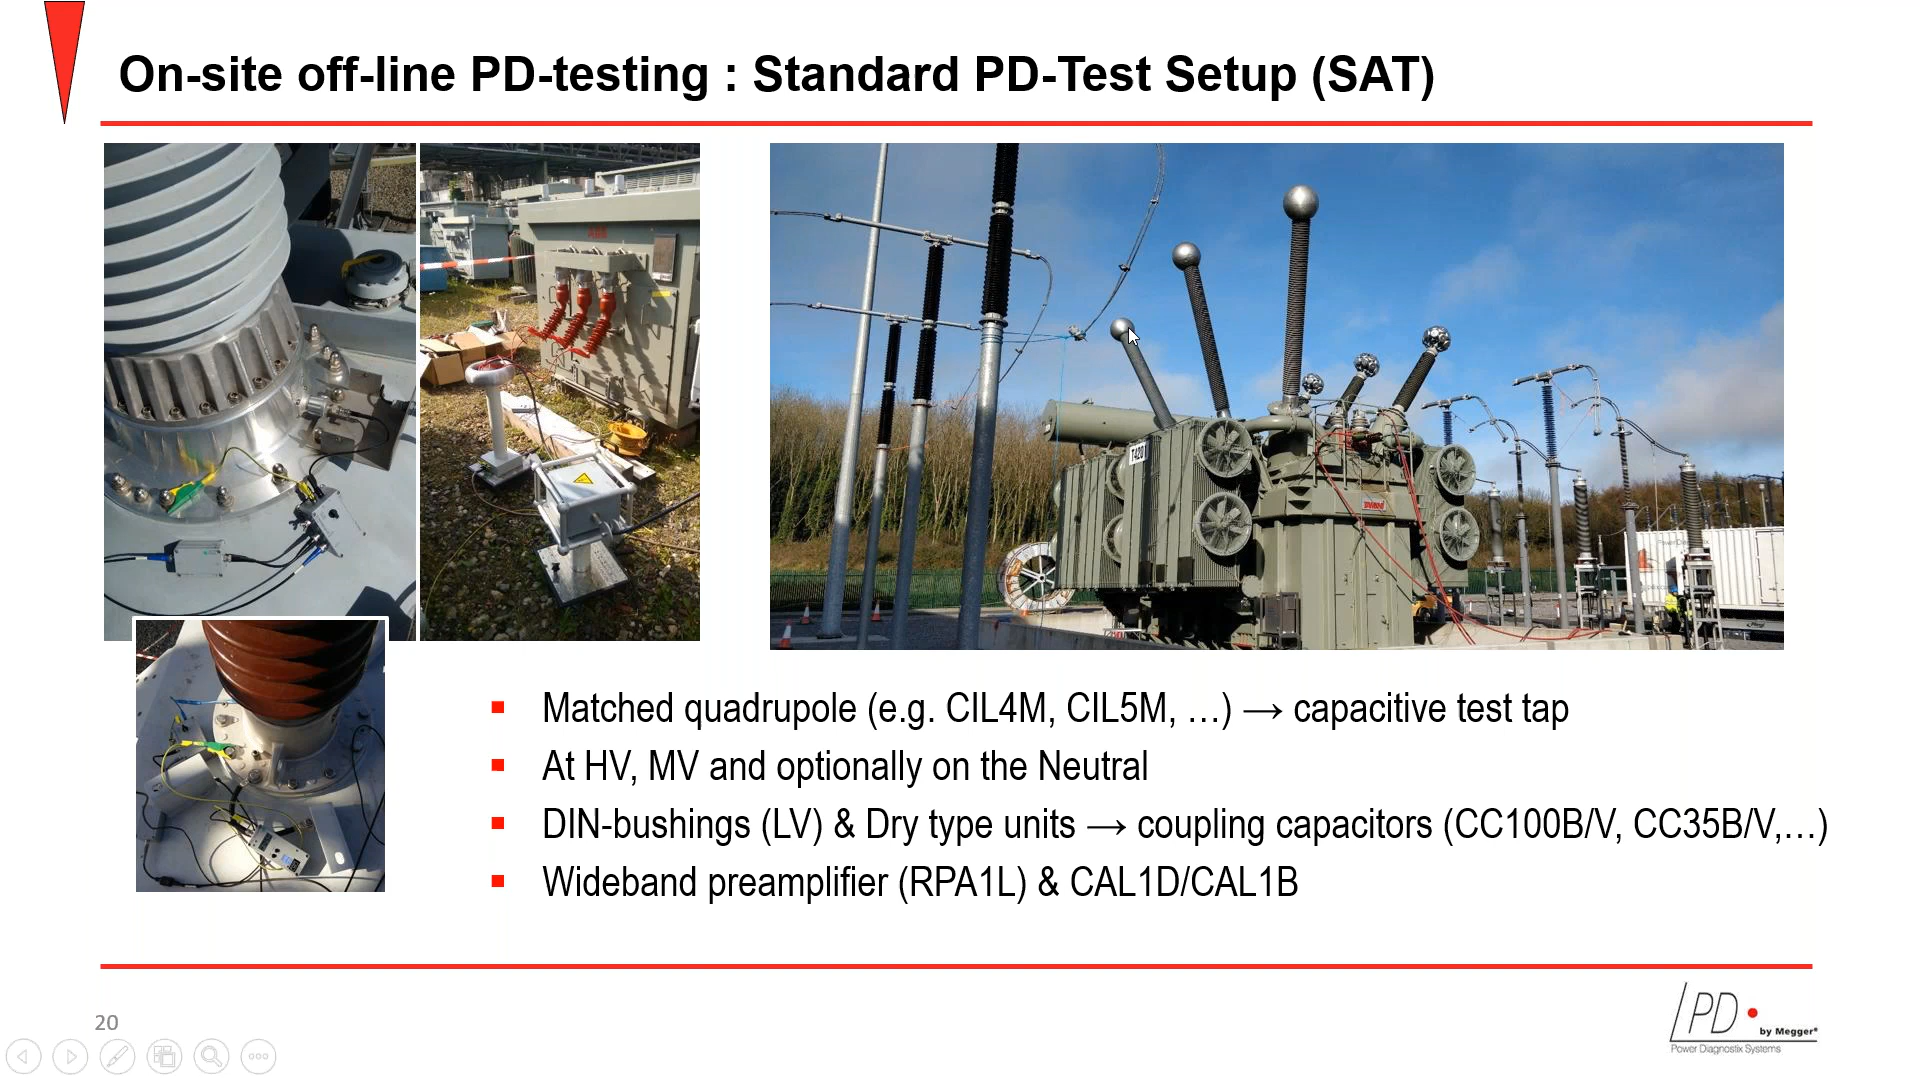 On-site off-line PD-testing : Standard PD-Test Setup (SAT)
ABB
T420
▪ Matched quadrupole (e.g. CIL4M, CIL5M, …) → capacitive test tap
▪ At HV, MV and optionally on the Neutral
▪ DIN-bushings (LV) & Dry type units → coupling capacitors (CC100B/V, CC35B/V,…)
▪ Wideband preamplifier (RPA1L) & CAL1D/CAL1B
20
PD
by Megger®
Power Diagnostix Systems